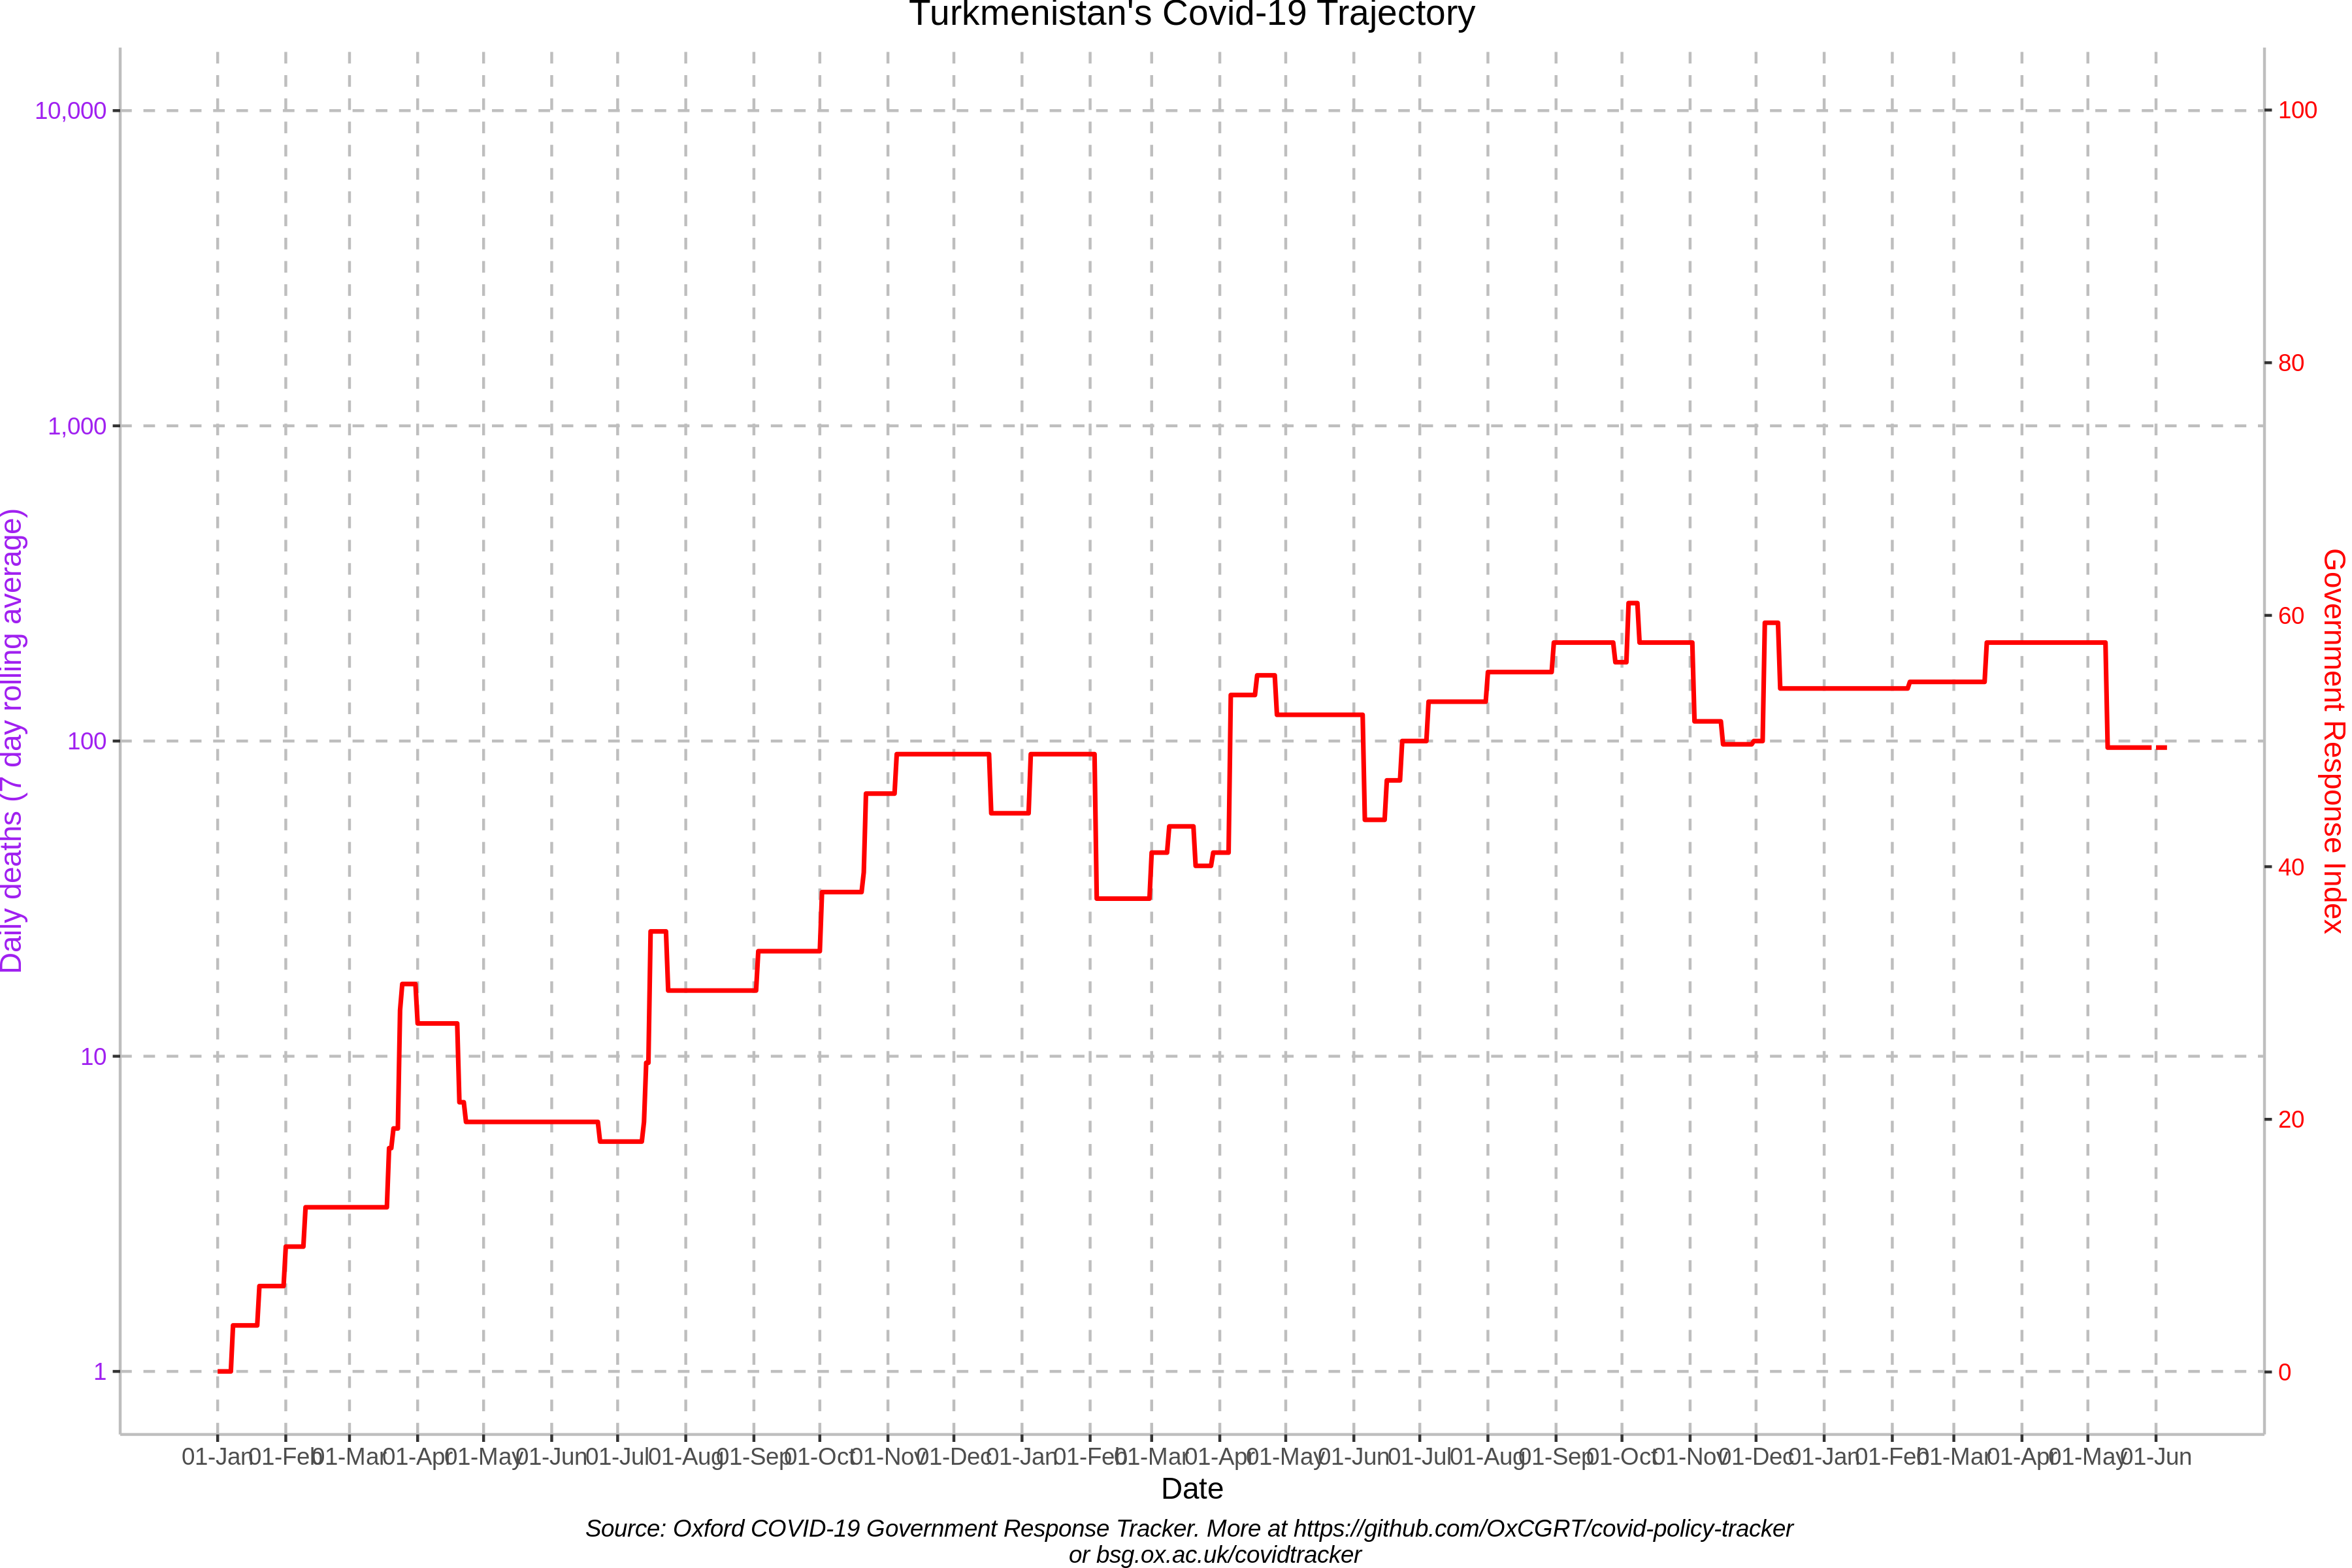 Turkmenistan's Covid-19 Trajectory
10,000
1,000
100
10
1
Daily deaths (7 day rolling average)
100
80
60
40
20
0
Government Response Index
01-Jan 01-Feb 01-Mar 01-Apr 01-May 01-Jun 01-Jul 01-Aug 01-Sep 01-Oct 01-Nov 01-Dec 01-Jan 01-Feb 01-Mar 01-Apr 01-May 01-Jun 01-Jul 01-Aug 01-Sep 01-Oct 01-Nov 01-Dec 01-Jan 01-Feb 01-Mar 01-Apr 01-May 01-Jun
Date
Source: Oxford COVID-19 Government Response Tracker. More at https://github.com/OxCGRT/covid-policy-tracker
or bsg.ox.ac.uk/covidtracker